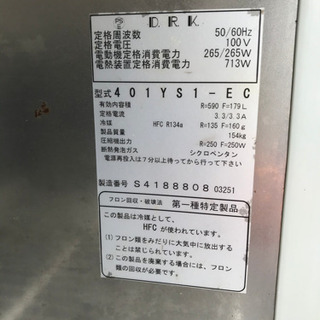 D.R.K.
定格周波数 50/60Hz
定格電圧 100V
電動機定格消費電力 265/265W
電熱装置定格消費電力 713W
型式 401YS1-EC
有効内容積 R=590 F=179L
定格電流 3.3/3.3A
冷媒 HFC R134a R=135 F=160g
製品質量 154kg
圧縮機出力 R=250 F=250W
断熱発泡ガス シクロペンタン
電源再投入は7分以上待ってから行って下さい。
製造番号 S4188808 03251
フロン回収・破壊法 第一種特定製品
この製品は冷媒として、
HFC が使われています。
(1) フロン類をみだりに大気中に放出する
ことは禁じられています。
(2) この製品を廃棄する場合には、フロン
類の回収が必要です。